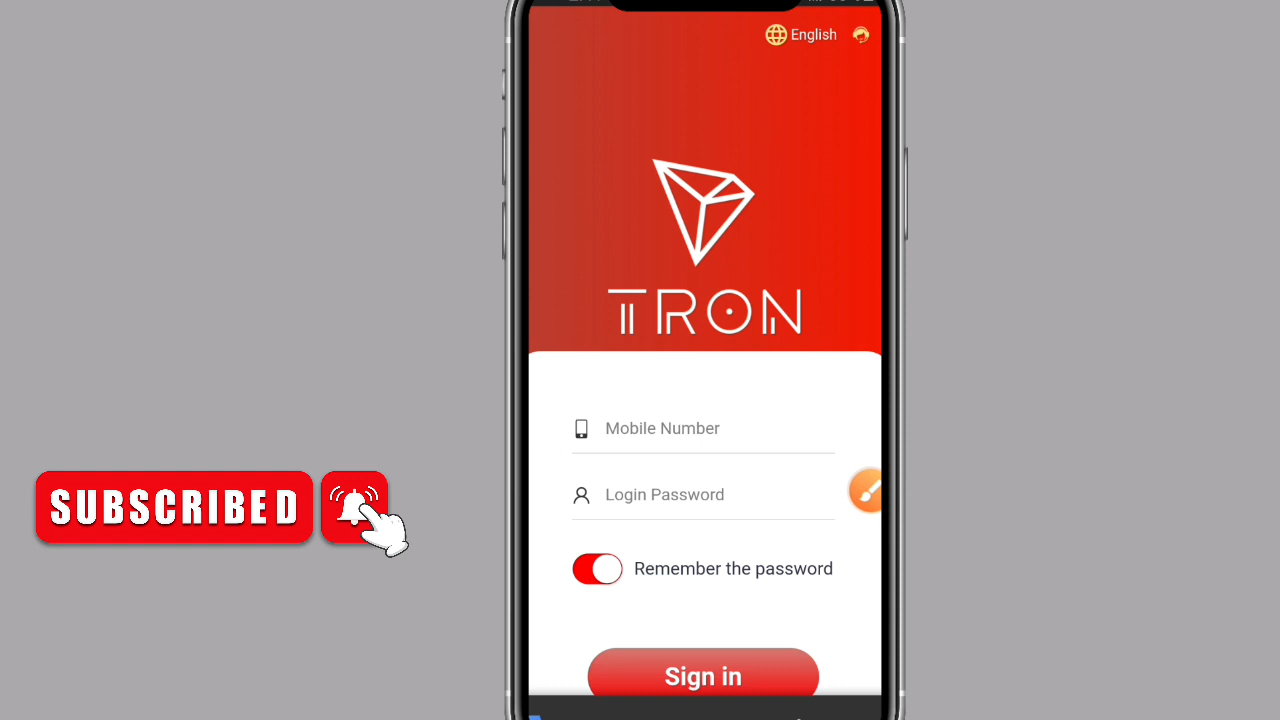 English
TRON
Mobile Number
Login Password
Remember the password
Sign in
SUBSCRIBED